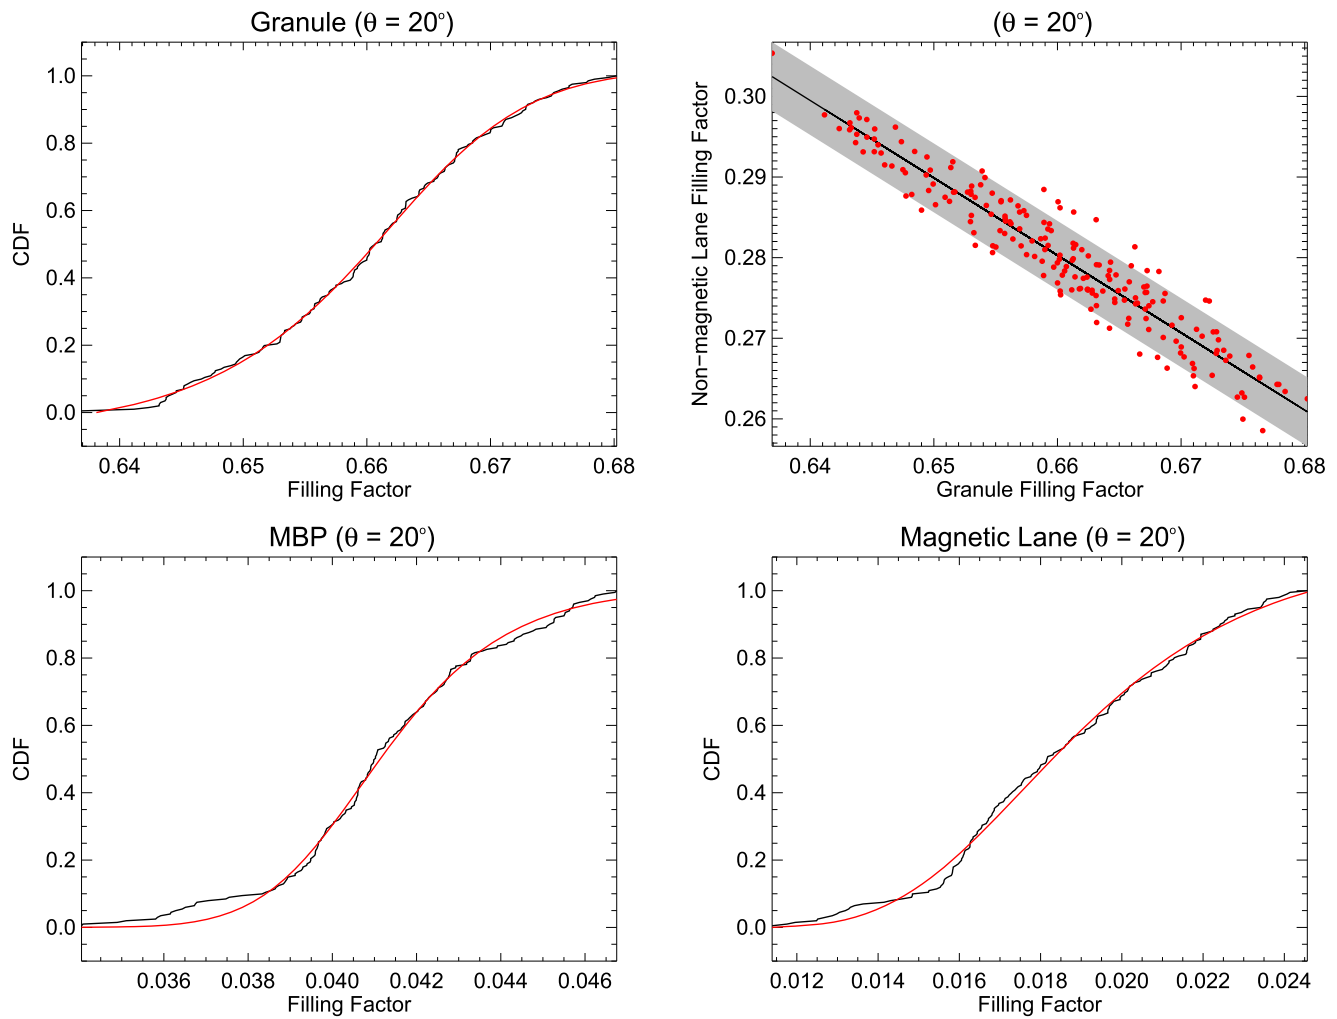 Granule (θ = 20°)
CDF
1.0
0.8
0.6
0.4
0.2
0.0
0.64 0.65 0.66 0.67 0.68
Filling Factor
(θ = 20°)
Non−magnetic Lane Filling Factor
0.30
0.29
0.28
0.27
0.26
0.64 0.65 0.66 0.67 0.68
Granule Filling Factor
MBP (θ = 20°)
CDF
1.0
0.8
0.6
0.4
0.2
0.0
0.036 0.038 0.040 0.042 0.044 0.046
Filling Factor
Magnetic Lane (θ = 20°)
CDF
1.0
0.8
0.6
0.4
0.2
0.0
0.012 0.014 0.016 0.018 0.020 0.022 0.024
Filling Factor